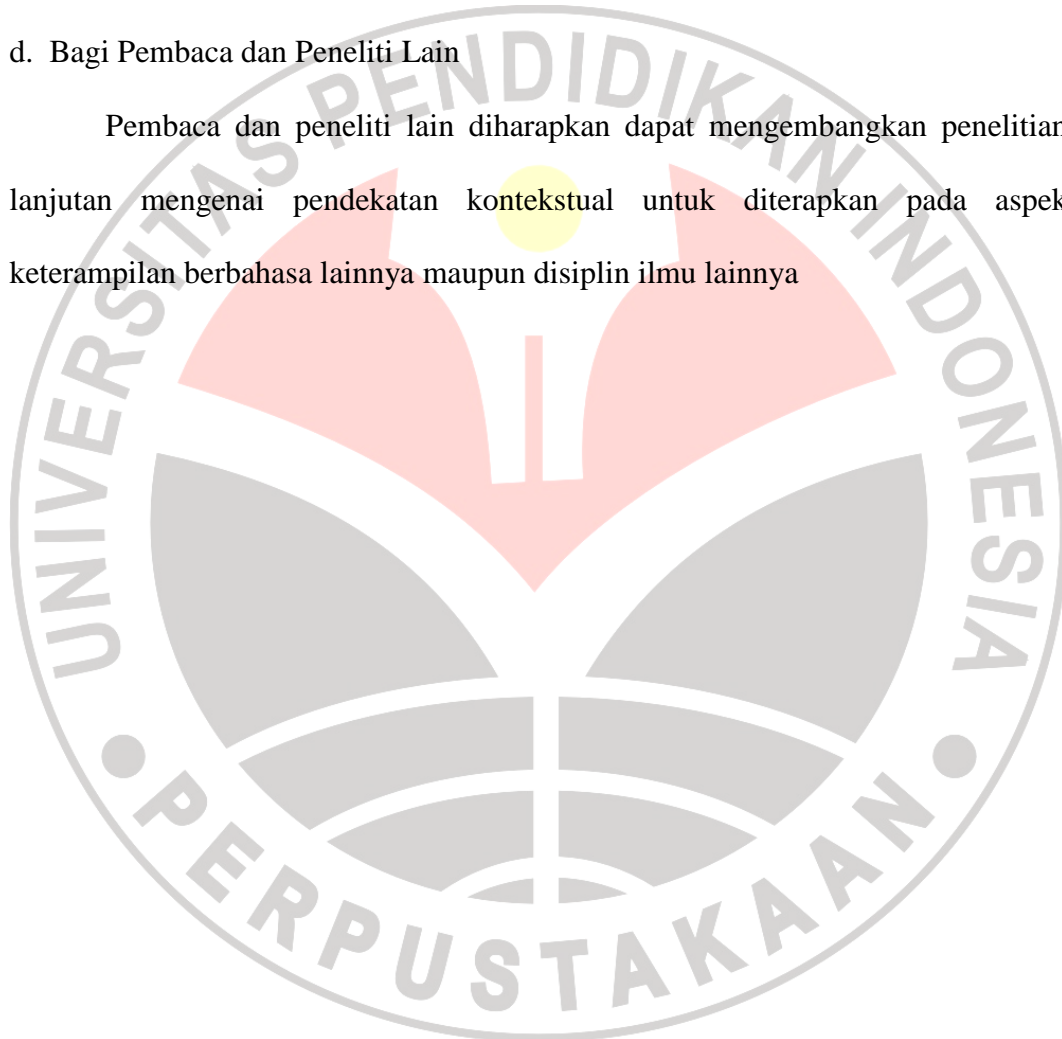 d. Bagi Pembaca dan Peneliti Lain
Pembaca dan peneliti lain diharapkan dapat mengembangkan penelitian
lanjutan mengenai pendekatan kontekstual untuk diterapkan pada aspek
keterampilan berbahasa lainnya maupun disiplin ilmu lainnya
UNIVERSITAS PENDIDIKAN INDONESIA
PERPUSTAKAAN